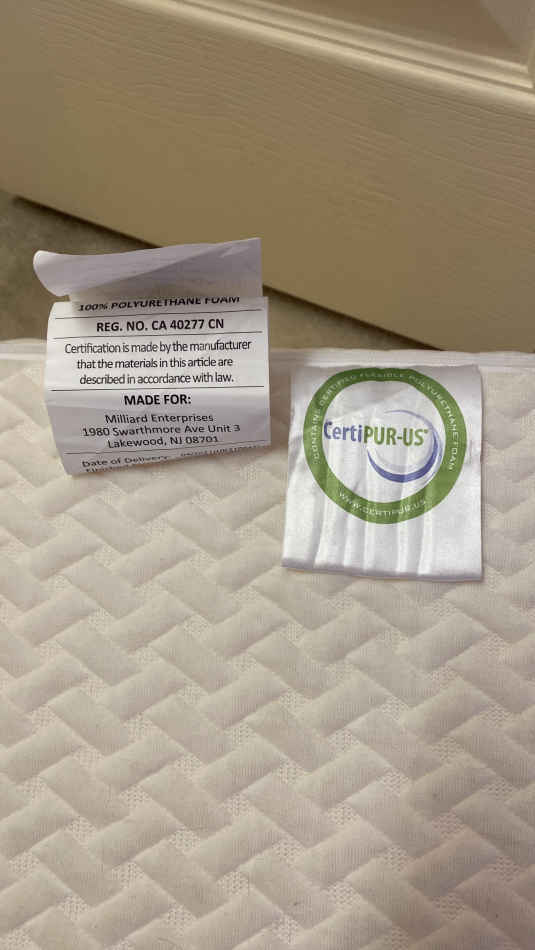 100% POLYURETHANE FOAM
REG. NO. CA 40277 CN
Certification is made by the manufacturer
that the materials in this article are
described in accordance with law.
MADE FOR:
Milliard Enterprises
1980 Swarthmore Ave Unit 3
Lakewood, NJ 08701
Date of Delivery:
Finished
CONTAINS CERTIFIED FLEXIBLE POLYURETHANE FOAM
CertiPUR-US®
WWW.CERTIPUR.US